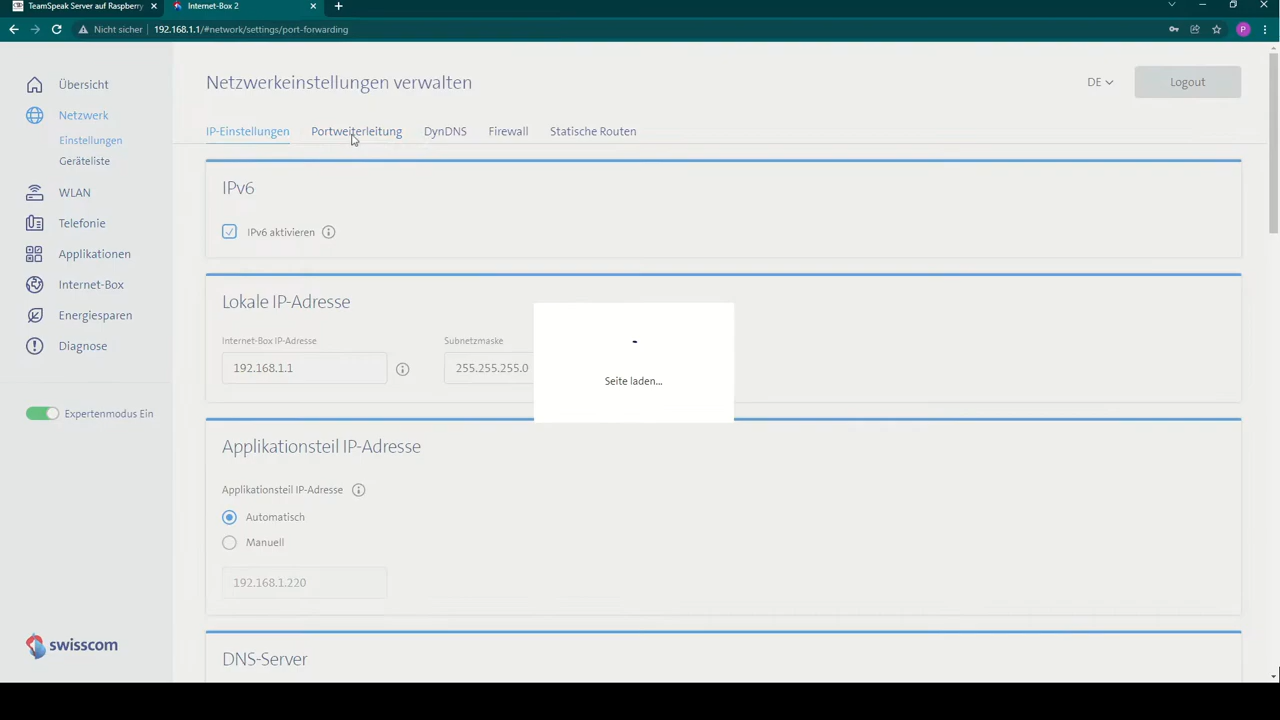 TeamSpeak Server auf Raspberry
Internet-Box 2
Nicht sicher
192.168.1.1/#network/settings/port-forwarding
P
Übersicht
Netzwerk
Einstellungen
Geräteliste
WLAN
Telefonie
Applikationen
Internet-Box
Energiesparen
Diagnose
Expertenmodus Ein
swisscom
Netzwerkeinstellungen verwalten
DE
Logout
IP-Einstellungen
Portweiterleitung
DynDNS
Firewall
Statische Routen
IPv6
IPv6 aktivieren
Lokale IP-Adresse
Internet-Box IP-Adresse
Subnetzmaske
192.168.1.1
255.255.255.0
Seite laden...
Applikationsteil IP-Adresse
Applikationsteil IP-Adresse
Automatisch
Manuell
192.168.1.220
DNS-Server